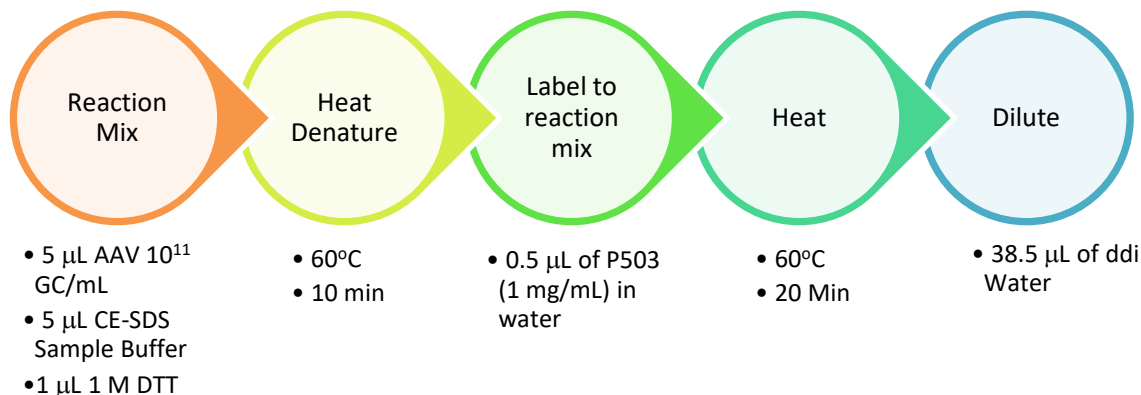 Reaction
Mix
Heat
Denature
Label to
reaction
mix
Heat
Dilute
• 5 μL AAV 10¹¹
GC/mL
• 5 μL CE-SDS
Sample Buffer
•1 μL 1 M DTT
• 60ºC
• 10 min
• 0.5 μL of P503
(1 mg/mL) in
water
• 60ºC
• 20 Min
• 38.5 μL of ddi
Water